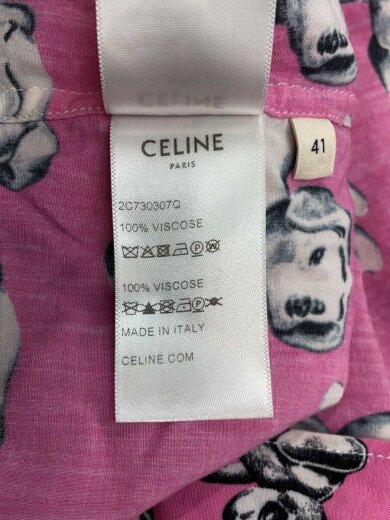 CELINE
CELINE
PARIS
41
2C730307Q
100% VISCOSE
100% VISCOSE
MADE IN ITALY
CELINE.COM